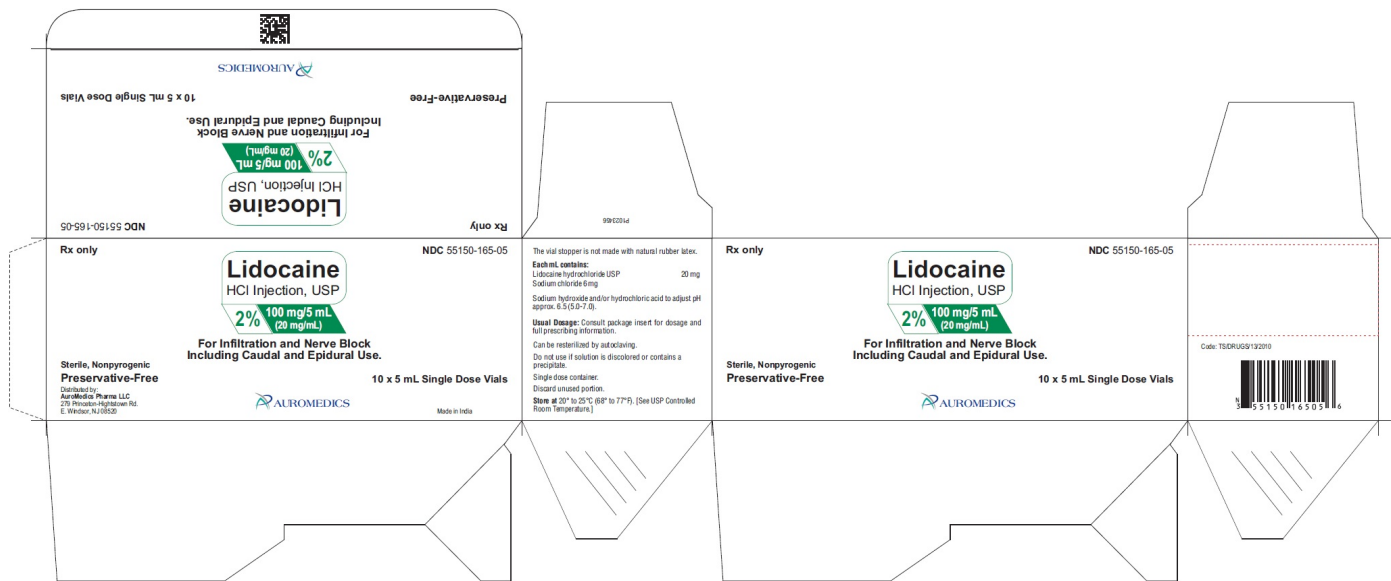 AUROMEDICS
Preservative-Free
10 x 5 mL Single Dose Vials
For Infiltration and Nerve Block
Including Caudal and Epidural Use.
2%
100 mg/5 mL
(20 mg/mL)
Lidocaine
HCl Injection, USP
Rx only
NDC 55150-165-05
Rx only
NDC 55150-165-05
Lidocaine
HCl Injection, USP
2%
100 mg/5 mL
(20 mg/mL)
For Infiltration and Nerve Block
Including Caudal and Epidural Use.
Sterile, Nonpyrogenic
Preservative-Free
10 x 5 mL Single Dose Vials
Distributed by:
AuroMedics Pharma LLC
279 Princeton-Hightstown Rd.
E. Windsor, NJ 08520
AUROMEDICS
Made in India
P1023456
The vial stopper is not made with natural rubber latex.
Each mL contains:
Lidocaine hydrochloride USP 20 mg
Sodium chloride 6 mg
Sodium hydroxide and/or hydrochloric acid to adjust pH
approx. 6.5 (5.0–7.0).
Usual Dosage: Consult package insert for dosage and
full prescribing information.
Can be resterilized by autoclaving.
Do not use if solution is discolored or contains a
precipitate.
Single dose container.
Discard unused portion.
Store at 20° to 25°C (68° to 77°F). [See USP Controlled
Room Temperature.]
Rx only
NDC 55150-165-05
Lidocaine
HCl Injection, USP
2%
100 mg/5 mL
(20 mg/mL)
For Infiltration and Nerve Block
Including Caudal and Epidural Use.
Sterile, Nonpyrogenic
Preservative-Free
10 x 5 mL Single Dose Vials
AUROMEDICS
Code: TS/DRUGS/13/2010
N
3 55150 16505 6